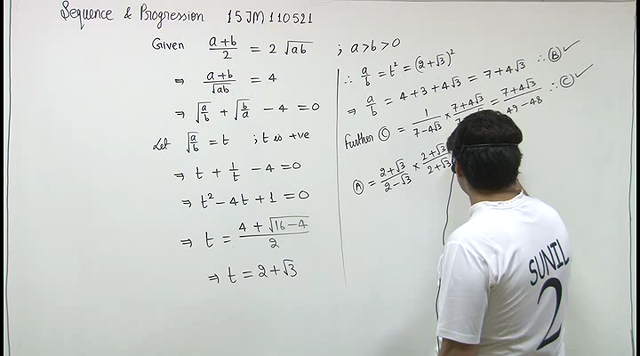 Sequence & Progression 15JM110521
Given (a+b)/2 = 2√ab ; a>b>0
⇒ (a+b)/√ab = 4
⇒ √(a/b) + √(b/a) − 4 = 0
Let √(a/b) = t ; t is +ve
⇒ t + 1/t − 4 = 0
⇒ t² − 4t + 1 = 0
⇒ t = (4 + √(16−4))/2
⇒ t = 2+√3
∴ a/b = t² = (2+√3)²
⇒ a/b = 4 + 3 + 4√3 = 7 + 4√3 ∴ (B) ✓
Further (C) = 1/(7−4√3) × (7+4√3)/ = (7+4√3)/(49−48) ∴ (C) ✓
(A) = (2+√3)/(2−√3) × (2+√3)/(2+√3)
SUNIL
2